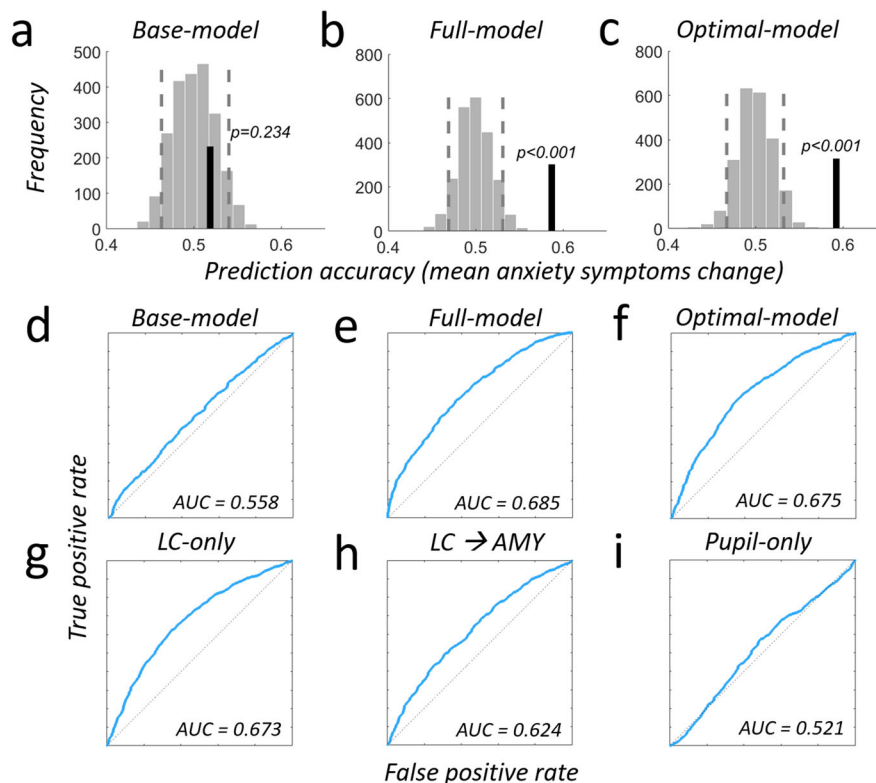 a Base-model
b Full-model
c Optimal-model
Frequency
500
400
300
200
100
0
p=0.234
0.4 0.5 0.6
800
600
400
200
0
p<0.001
0.4 0.5 0.6
800
600
400
200
0
p<0.001
0.4 0.5 0.6
Prediction accuracy (mean anxiety symptoms change)
d Base-model
e Full-model
f Optimal-model
AUC = 0.558
AUC = 0.685
AUC = 0.675
True positive rate
g LC-only
h LC → AMY
i Pupil-only
AUC = 0.673
AUC = 0.624
AUC = 0.521
False positive rate